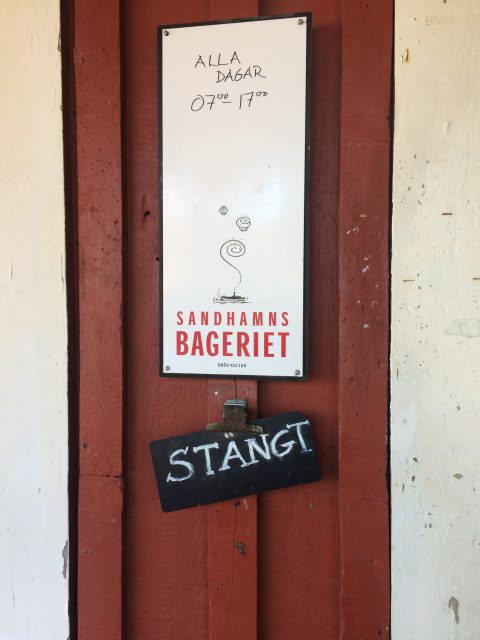 ALLA
DAGAR
07⁰⁰–17⁰⁰
SANDHAMNS
BAGERIET
BRÖD KULTUR
STÄNGT